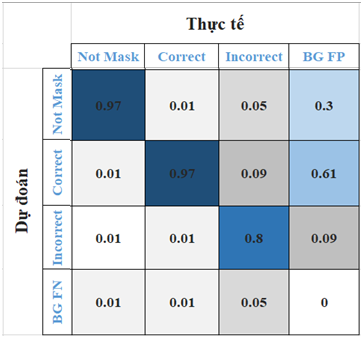 Thực tế
Not Mask Correct Incorrect BG FP
Dự đoán
Not Mask 0.97 0.01 0.05 0.3
Correct 0.01 0.97 0.09 0.61
Incorrect 0.01 0.01 0.8 0.09
BG FN 0.01 0.01 0.05 0